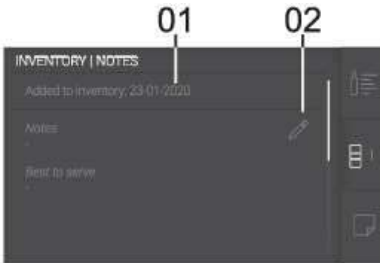 01 02
INVENTORY | NOTES
Added to inventory: 23-01-2020
Notes
-
Best to serve
-